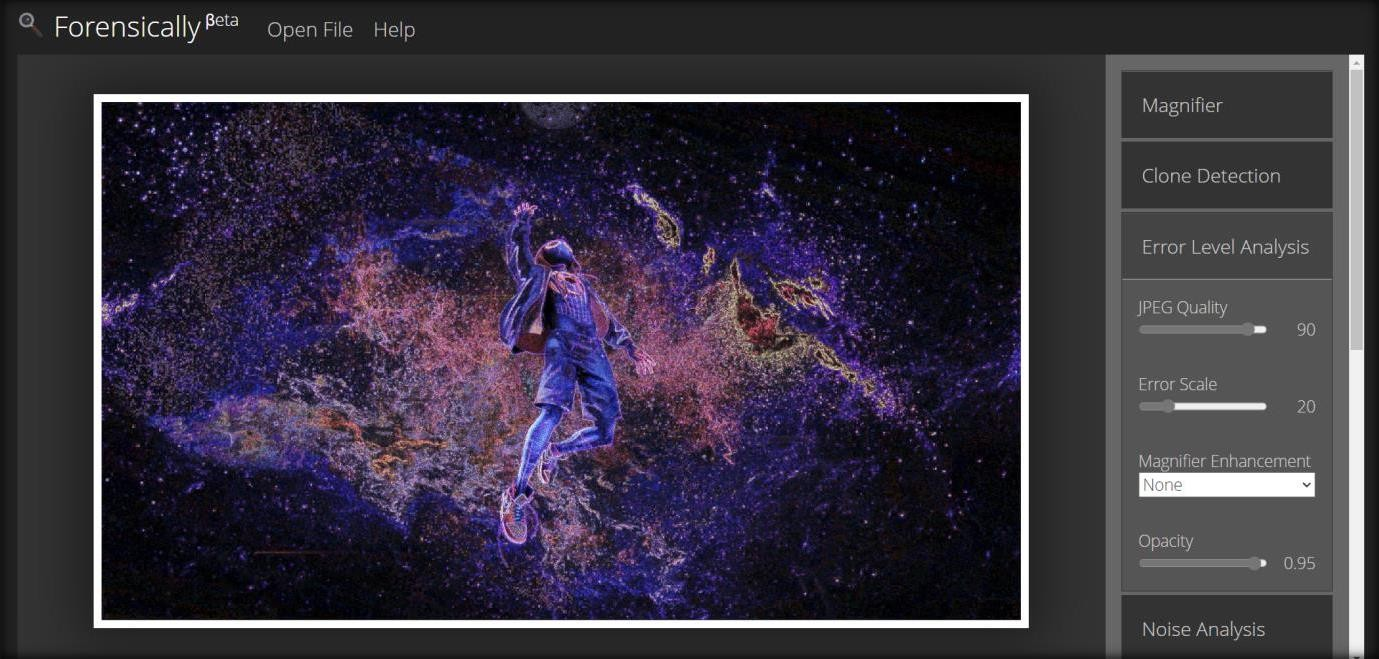 Forensically βeta Open File Help
Magnifier
Clone Detection
Error Level Analysis
JPEG Quality
90
Error Scale
20
Magnifier Enhancement
None
Opacity
0.95
Noise Analysis